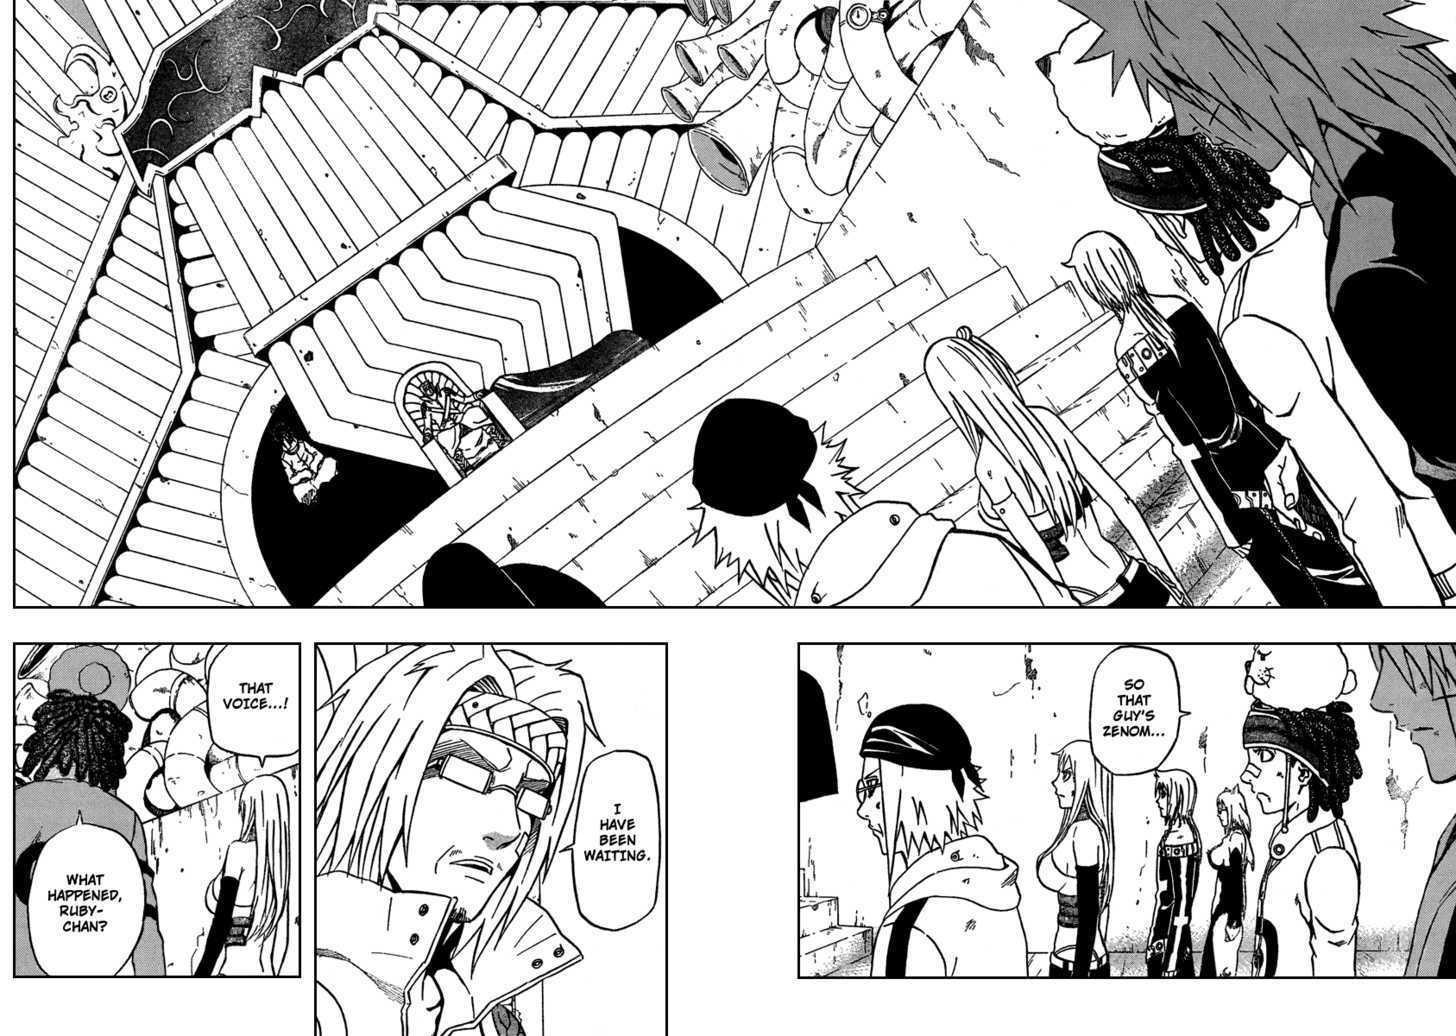 SO
THAT
GUY'S
ZENOM...
I
HAVE
BEEN
WAITING.
THAT
VOICE...!
WHAT
HAPPENED,
RUBY-
CHAN?